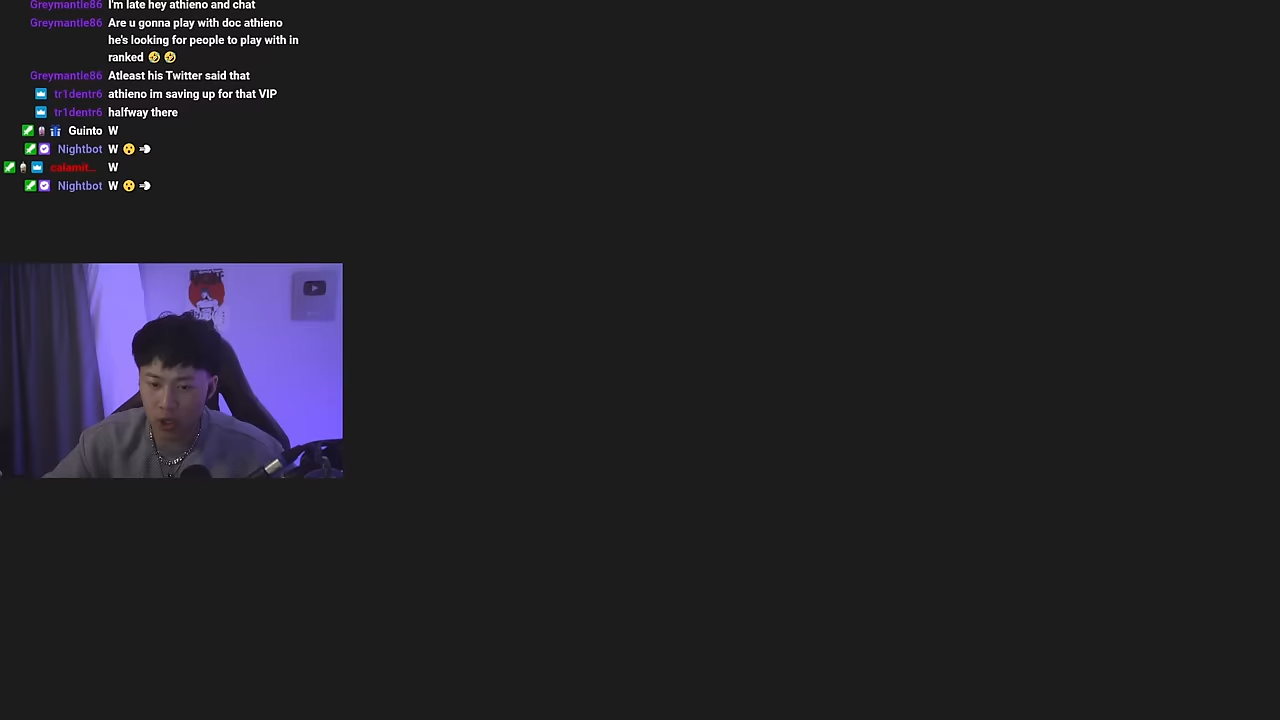 Greymantle86 I'm late hey athieno and chat
Greymantle86 Are u gonna play with doc athieno
he's looking for people to play with in
ranked 🤣 🤣
Greymantle86 Atleast his Twitter said that
tr1dentr6 athieno im saving up for that VIP
tr1dentr6 halfway there
Guinto W
Nightbot W 😮 💨
calamit... W
Nightbot W 😮 💨